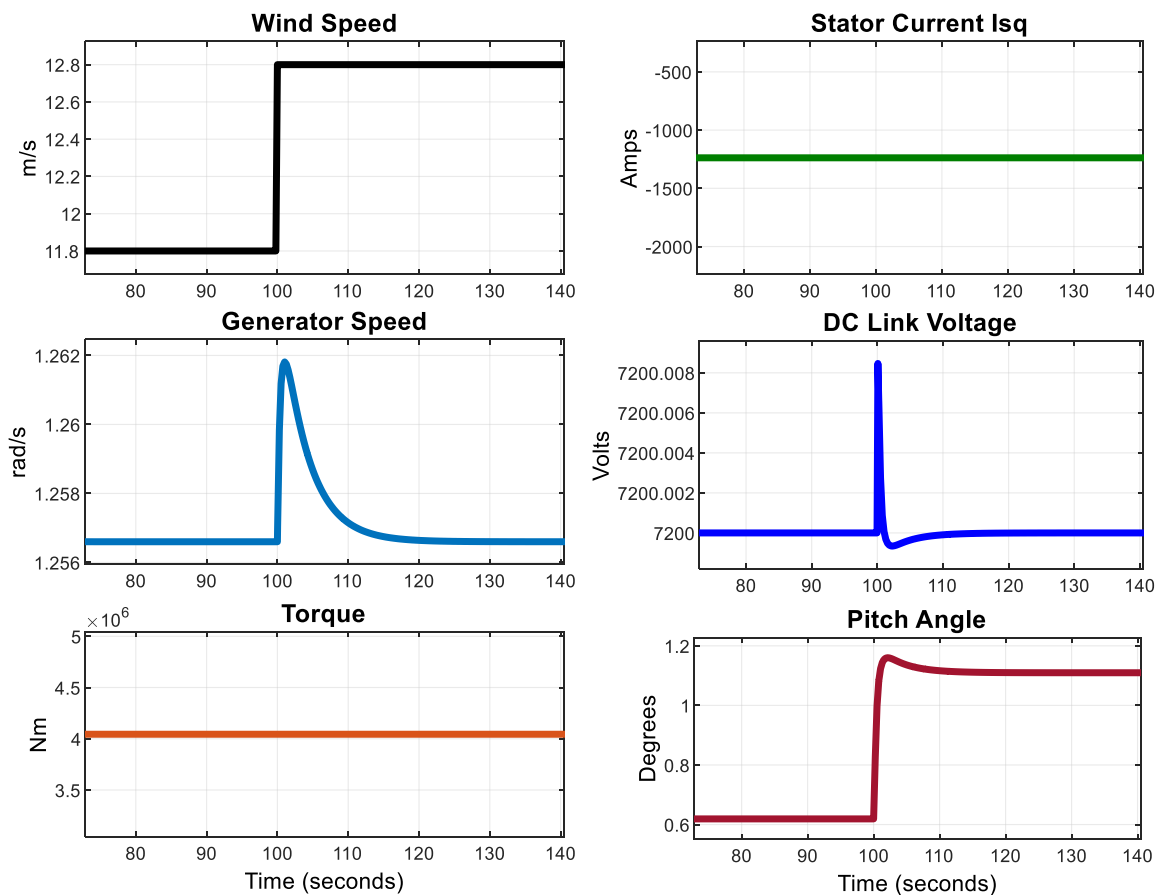 Wind Speed
12.8
12.6
12.4
12.2
12
11.8
m/s
80 90 100 110 120 130 140
Stator Current Isq
-500
-1000
-1500
-2000
Amps
80 90 100 110 120 130 140
Generator Speed
1.262
1.26
1.258
1.256
rad/s
80 90 100 110 120 130 140
DC Link Voltage
7200.008
7200.006
7200.004
7200.002
7200
Volts
80 90 100 110 120 130 140
Torque
×10⁶
5
4.5
4
3.5
Nm
80 90 100 110 120 130 140
Time (seconds)
Pitch Angle
1.2
1
0.8
0.6
Degrees
80 90 100 110 120 130 140
Time (seconds)